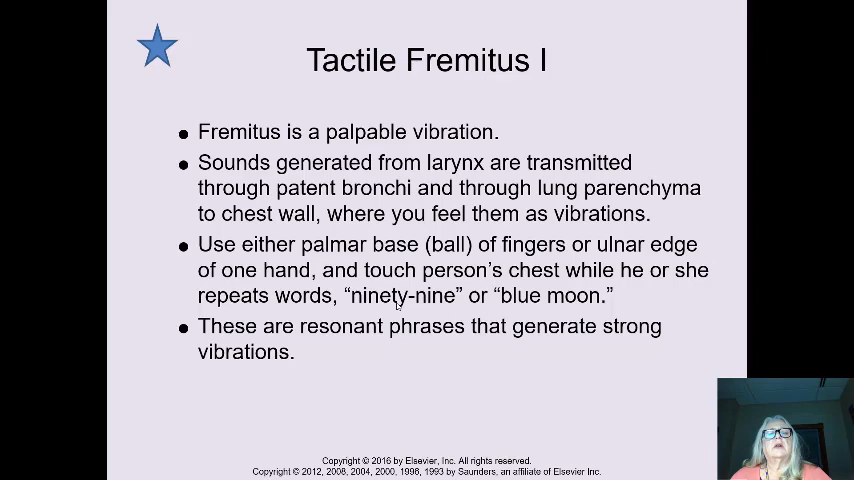 Tactile Fremitus I
● Fremitus is a palpable vibration.
● Sounds generated from larynx are transmitted
through patent bronchi and through lung parenchyma
to chest wall, where you feel them as vibrations.
● Use either palmar base (ball) of fingers or ulnar edge
of one hand, and touch person’s chest while he or she
repeats words, “ninety-nine” or “blue moon.”
● These are resonant phrases that generate strong
vibrations.
Copyright © 2016 by Elsevier, Inc. All rights reserved.
Copyright © 2012, 2008, 2004, 2000, 1996, 1993 by Saunders, an affiliate of Elsevier Inc.